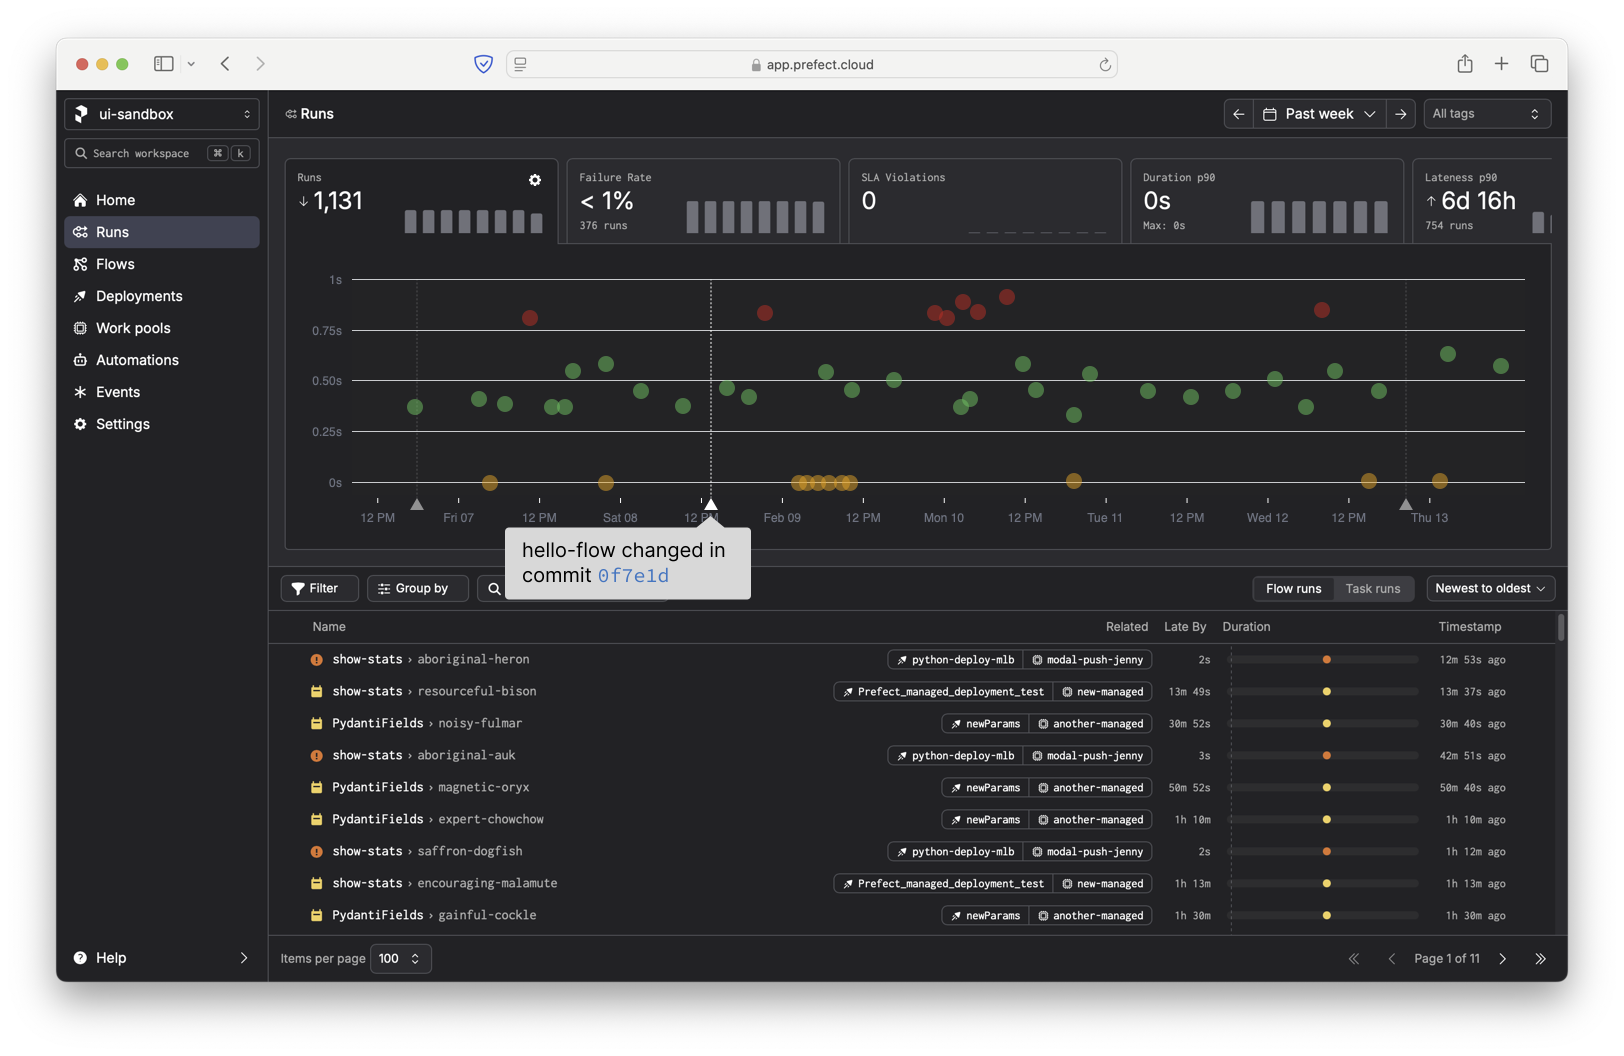 app.prefect.cloud
ui-sandbox
Search workspace ⌘ k
Home
Runs
Flows
Deployments
Work pools
Automations
Events
Settings
Help
Runs
Past week
All tags
Runs
↓ 1,131
Failure Rate
< 1%
376 runs
SLA Violations
0
Duration p90
0s
Max: 0s
Lateness p90
↑ 6d 16h
754 runs
1s
0.75s
0.50s
0.25s
0s
12 PM Fri 07 12 PM Sat 08 12 PM Feb 09 12 PM Mon 10 12 PM Tue 11 12 PM Wed 12 12 PM Thu 13
hello-flow changed in
commit 0f7e1d
Filter Group by Flow runs Task runs Newest to oldest
Name Related Late By Duration Timestamp
show-stats › aboriginal-heron python-deploy-mlb modal-push-jenny 2s 12m 53s ago
show-stats › resourceful-bison Prefect_managed_deployment_test new-managed 13m 49s 13m 37s ago
PydantiFields › noisy-fulmar newParams another-managed 30m 52s 30m 40s ago
show-stats › aboriginal-auk python-deploy-mlb modal-push-jenny 3s 42m 51s ago
PydantiFields › magnetic-oryx newParams another-managed 50m 52s 50m 40s ago
PydantiFields › expert-chowchow newParams another-managed 1h 10m 1h 10m ago
show-stats › saffron-dogfish python-deploy-mlb modal-push-jenny 2s 1h 12m ago
show-stats › encouraging-malamute Prefect_managed_deployment_test new-managed 1h 13m 1h 13m ago
PydantiFields › gainful-cockle newParams another-managed 1h 30m 1h 30m ago
Items per page 100 Page 1 of 11